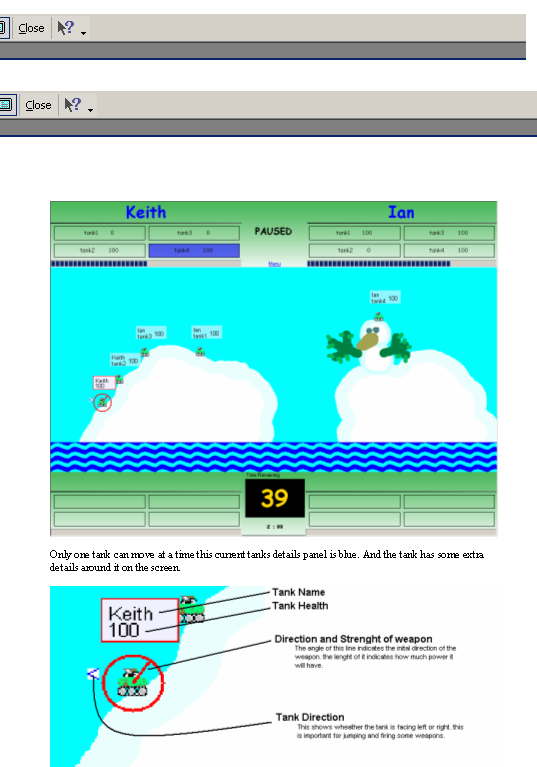 Close
Close
Keith Ian
tank1 0 tank3 0 PAUSED tank1 100 tank3 100
tank2 100 tank4 100 tank2 0 tank4 100
Menu
Ian
tank4 100
Ian
tank3 100
Ian
tank1 100
Keith
tank2 100
Keith
100
Time Remaining
39
Only one tank can move at a time this current tanks details panel is blue. And the tank has some extra
details around it on the screen.
Tank Name
Keith
Tank Health
100
Direction and Strenght of weapon
The angle of this line indicates the inital direction of the
weapon. the lenght of it indicates how much power it
will have.
Tank Direction
This shows wheather the tank is facing left or right. this
is important for jumping and firing some weapons.